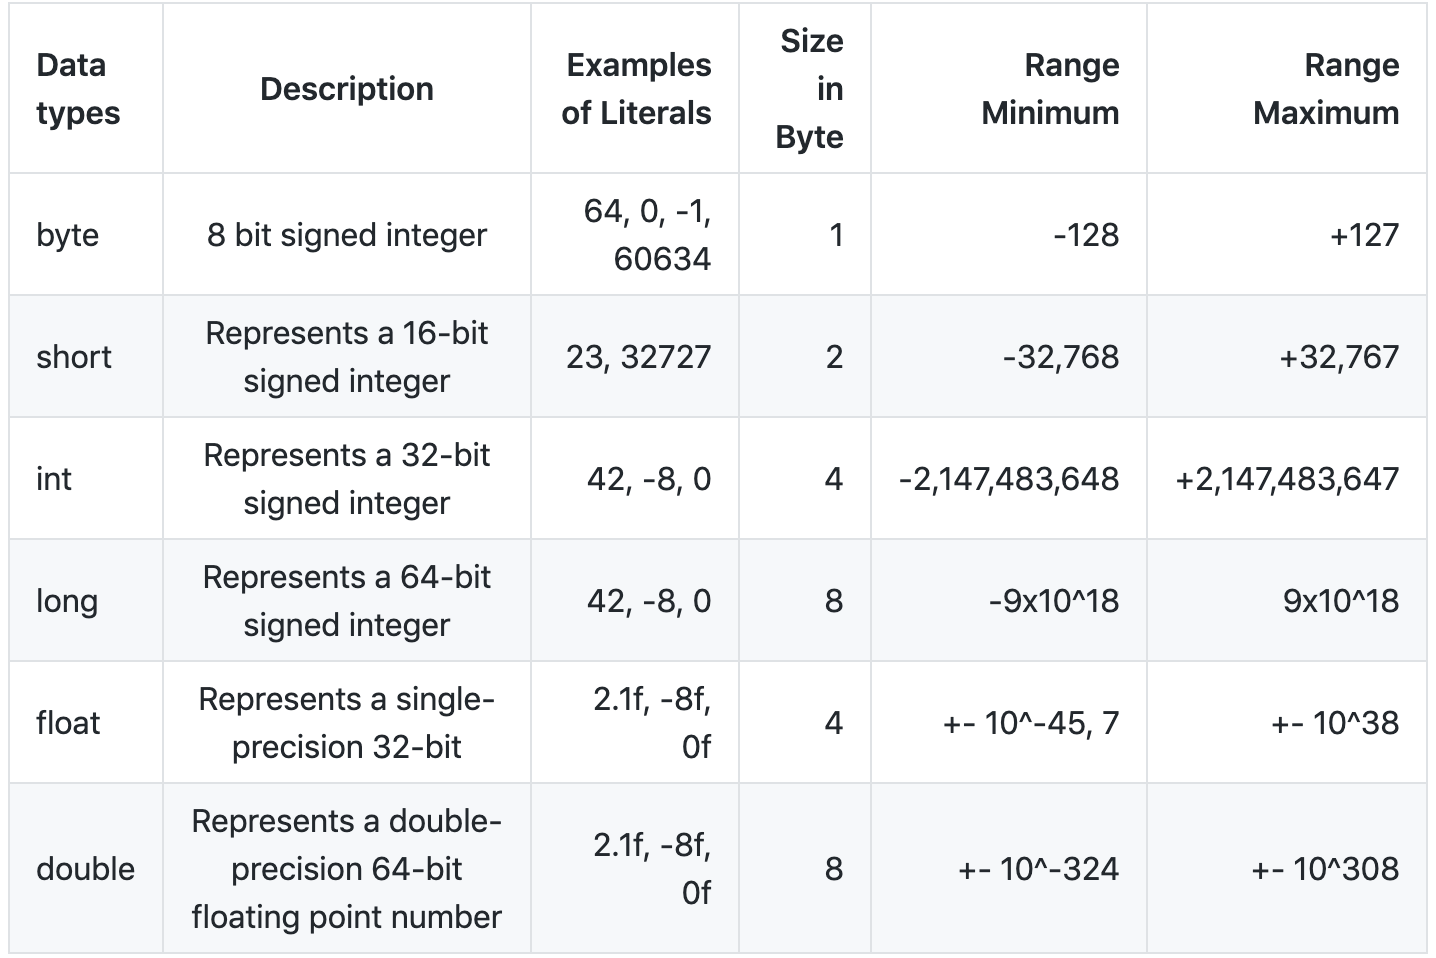 Data
types
Description
Examples
of Literals
Size
in
Byte
Range
Minimum
Range
Maximum
byte
8 bit signed integer
64, 0, -1,
60634
1
-128
+127
short
Represents a 16-bit
signed integer
23, 32727
2
-32,768
+32,767
int
Represents a 32-bit
signed integer
42, -8, 0
4
-2,147,483,648
+2,147,483,647
long
Represents a 64-bit
signed integer
42, -8, 0
8
-9x10^18
9x10^18
float
Represents a single-
precision 32-bit
2.1f, -8f,
0f
4
+- 10^-45, 7
+- 10^38
double
Represents a double-
precision 64-bit
floating point number
2.1f, -8f,
0f
8
+- 10^-324
+- 10^308